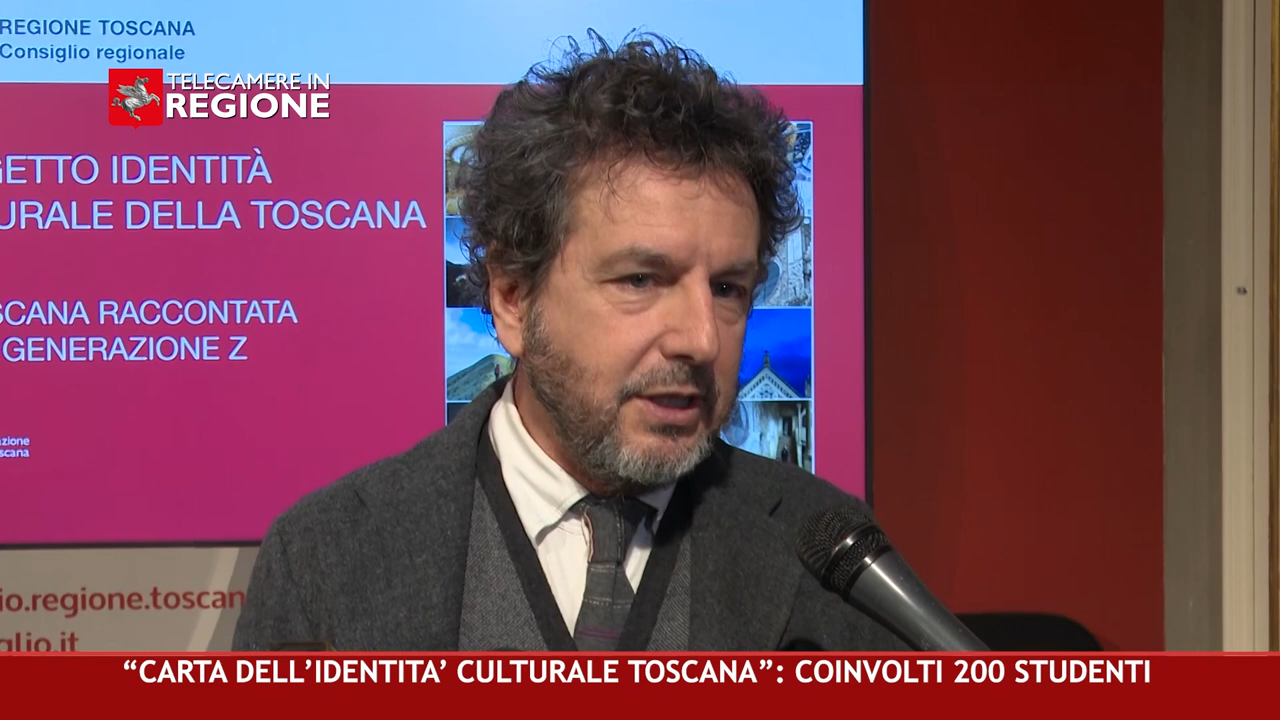 REGIONE TOSCANA
Consiglio regionale
TELECAMERE IN
REGIONE
GETTO IDENTITÀ
URALE DELLA TOSCANA
SCANA RACCONTATA
GENERAZIONE Z
azione
scana
io.regione.toscan
glio.it
“CARTA DELL’IDENTITA’ CULTURALE TOSCANA”: COINVOLTI 200 STUDENTI